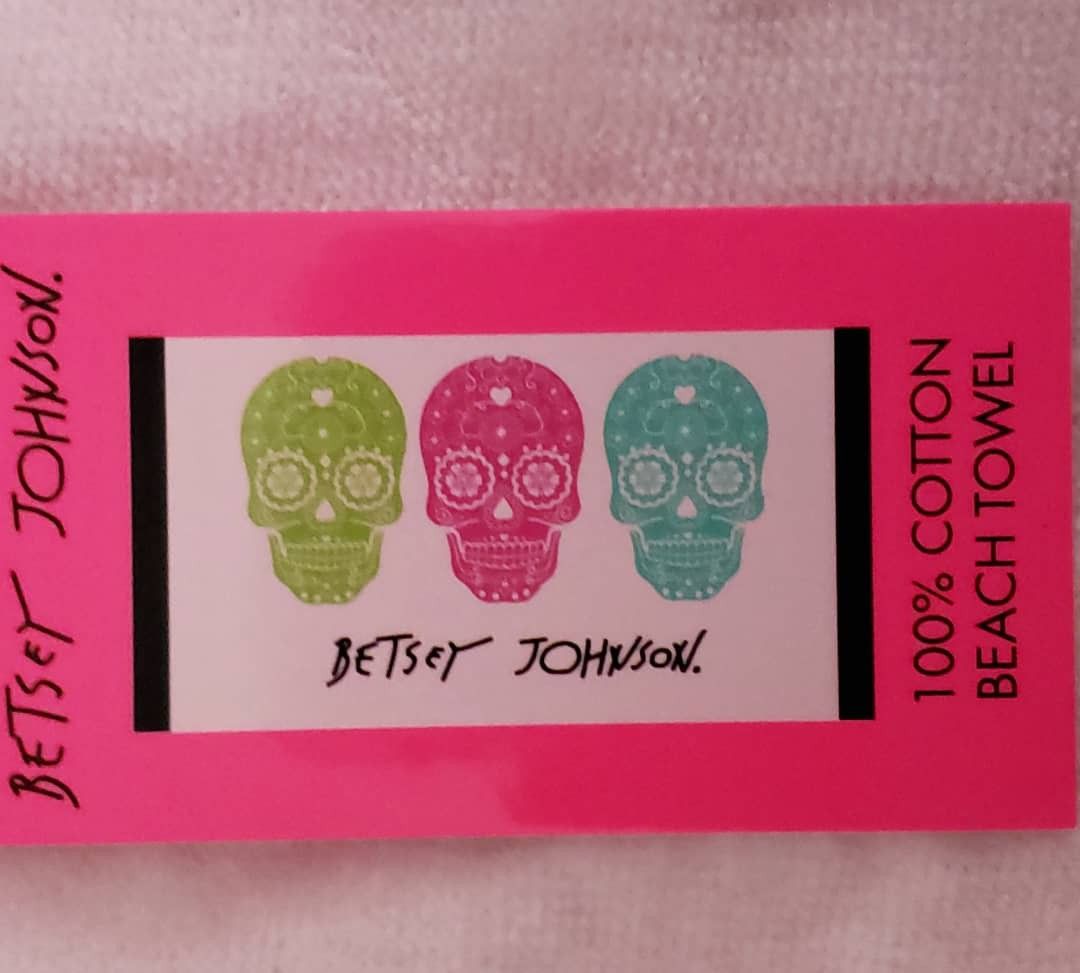 BETSEY JOHNSON.
BETSEY JOHNSON.
100% COTTON
BEACH TOWEL